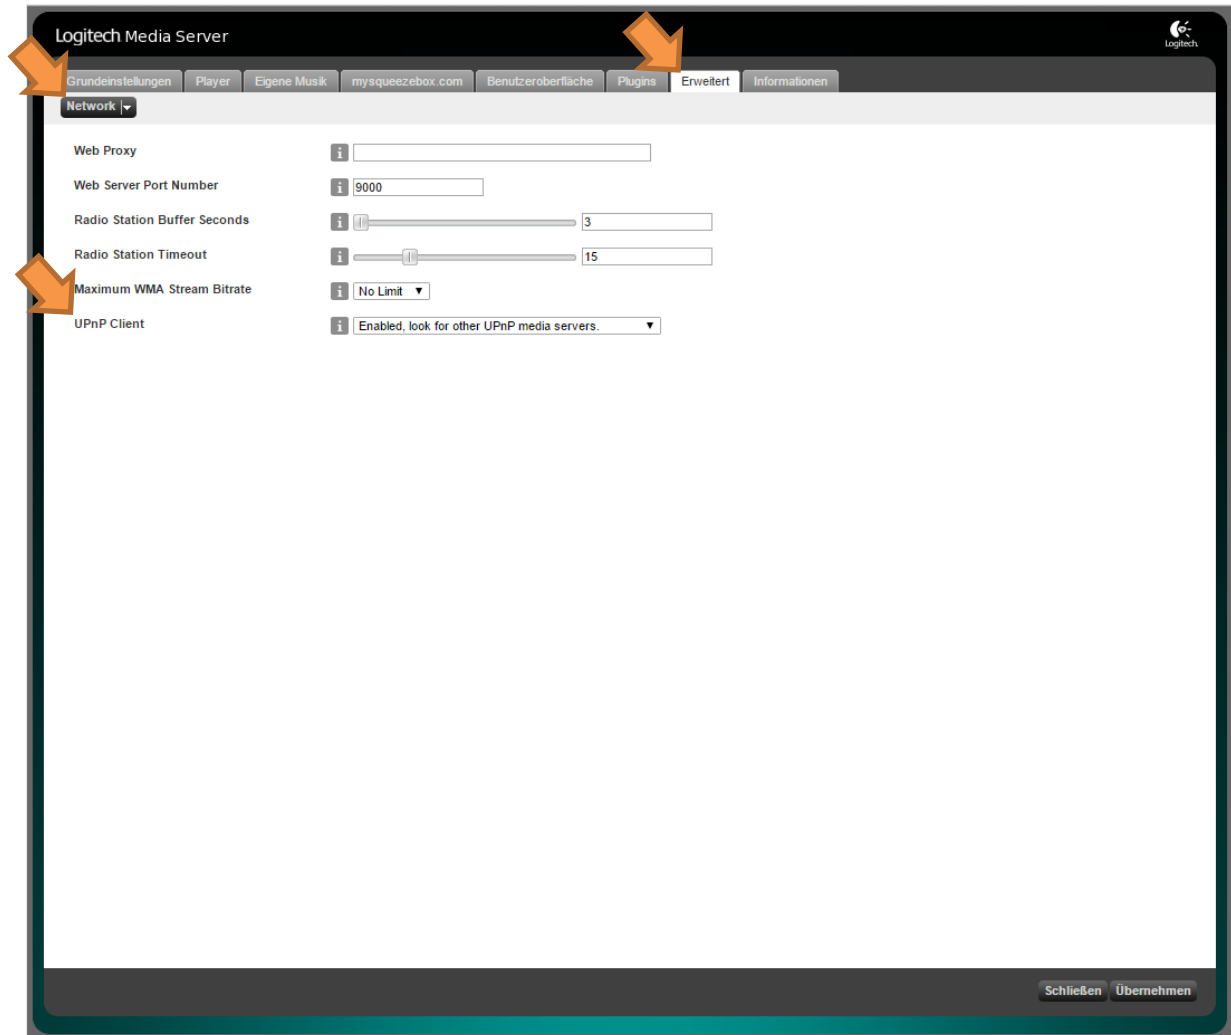 Logitech Media Server
Logitech
Grundeinstellungen Player Eigene Musik mysqueezebox.com Benutzeroberfläche Plugins Erweitert Informationen
Network
Web Proxy i
Web Server Port Number i 9000
Radio Station Buffer Seconds i 3
Radio Station Timeout i 15
Maximum WMA Stream Bitrate i No Limit
UPnP Client i Enabled, look for other UPnP media servers.
Schließen Übernehmen